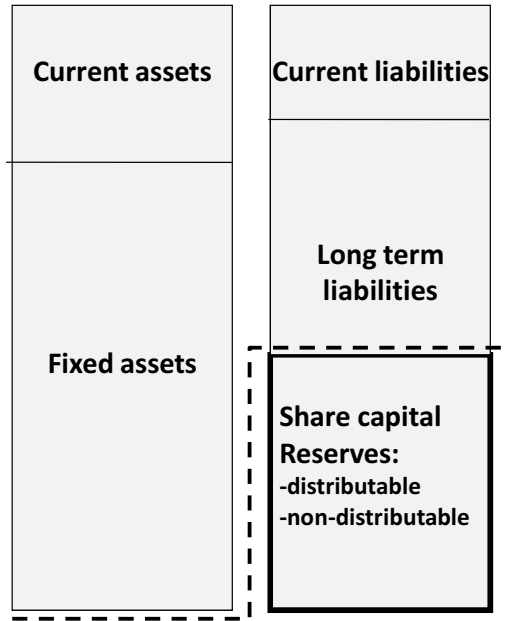 Current assets
Fixed assets
Current liabilities
Long term
liabilities
Share capital
Reserves:
-distributable
-non-distributable